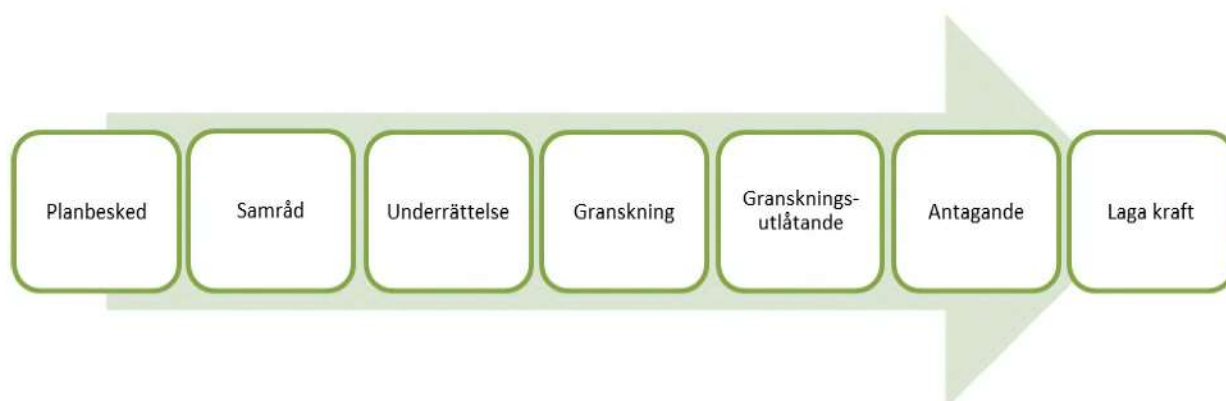 Planbesked
Samråd
Underrättelse
Granskning
Gransknings-
utlåtande
Antagande
Laga kraft